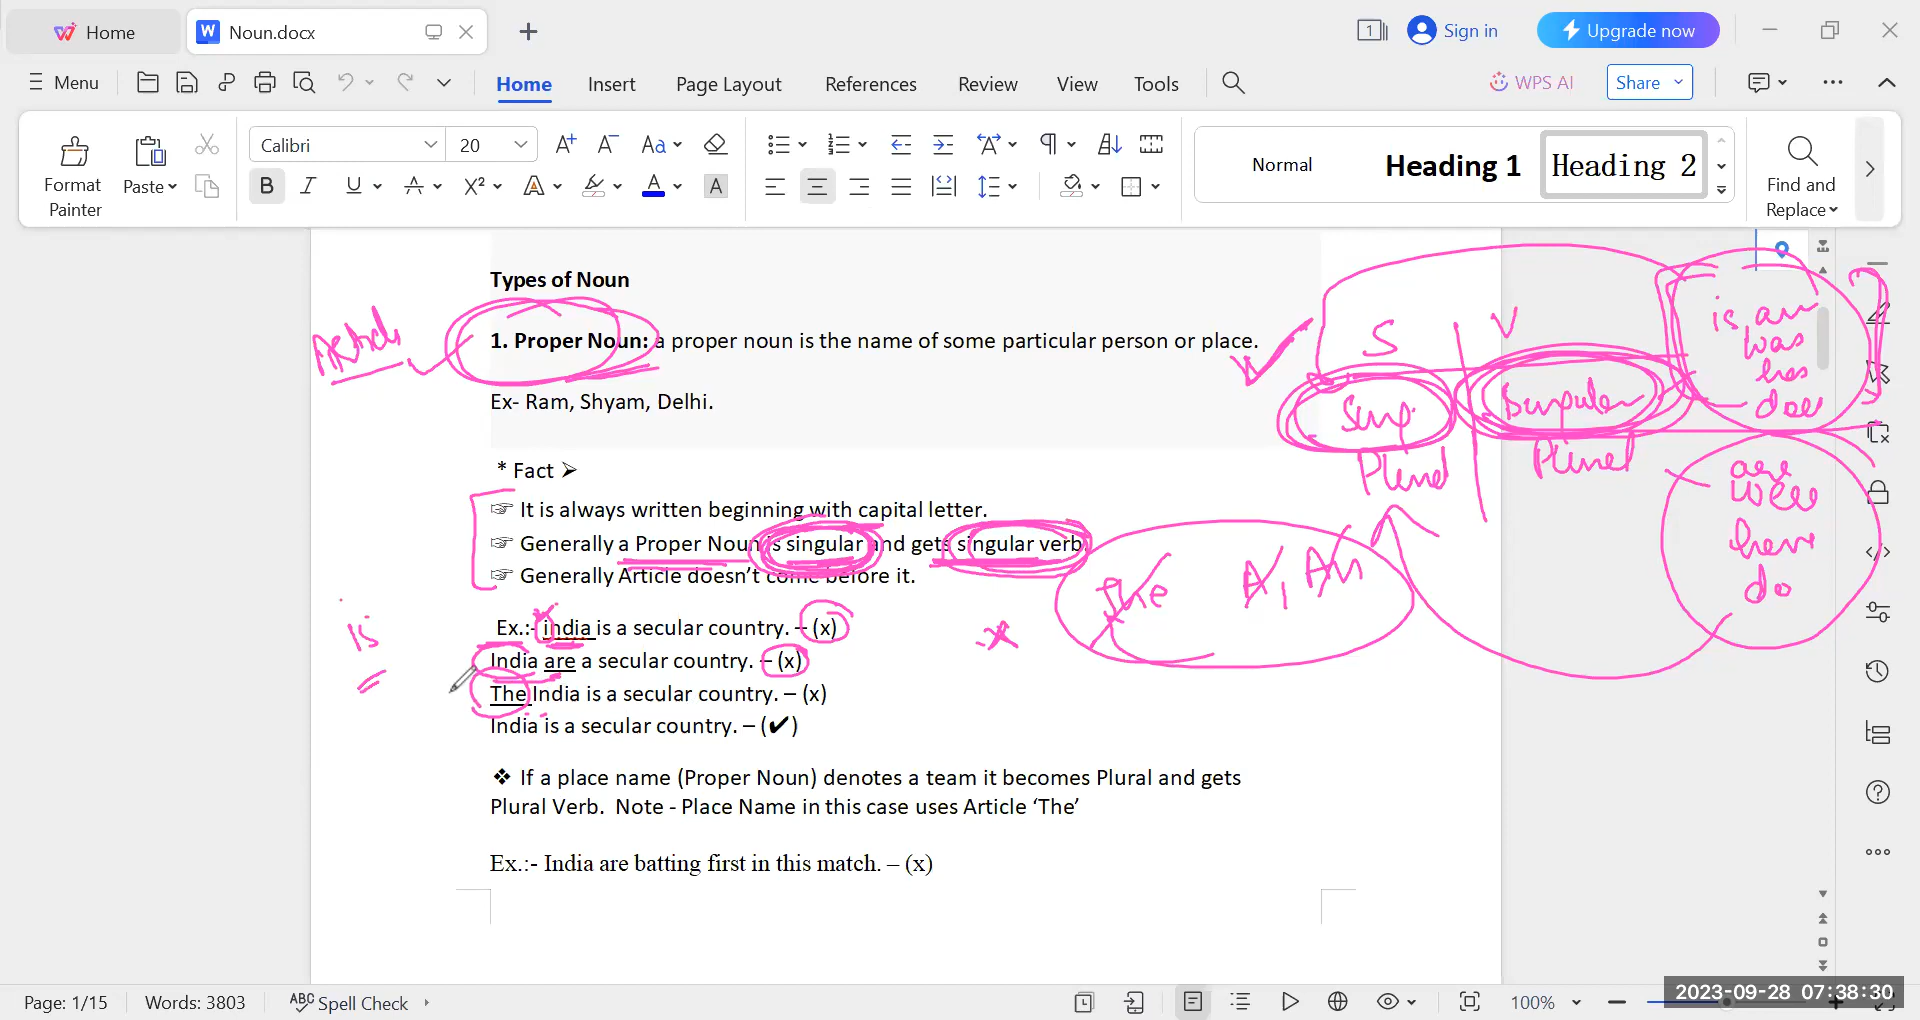 Home
Noun.docx
1
Sign in
Upgrade now
Menu
Home
Insert
Page Layout
References
Review
View
Tools
WPS AI
Share
Format
Painter
Paste
Calibri
20
Normal
Heading 1
Heading 2
Find and
Replace
Types of Noun
1. Proper Noun: a proper noun is the name of some particular person or place.
Ex- Ram, Shyam, Delhi.
* Fact ➢
☞ It is always written beginning with capital letter.
☞ Generally a Proper Noun is singular and gets singular verb.
☞ Generally Article doesn’t come before it.
Ex.:- india is a secular country. – (x)
India are a secular country. – (x)
The India is a secular country. – (x)
India is a secular country. – (✔)
❖ If a place name (Proper Noun) denotes a team it becomes Plural and gets
Plural Verb. Note - Place Name in this case uses Article ‘The’
Ex.:- India are batting first in this match. – (x)
S
V
is am
was
has
does
are
were
have
do
The A, An
is
Page: 1/15
Words: 3803
Spell Check
100%
2023-09-28 07:38:30